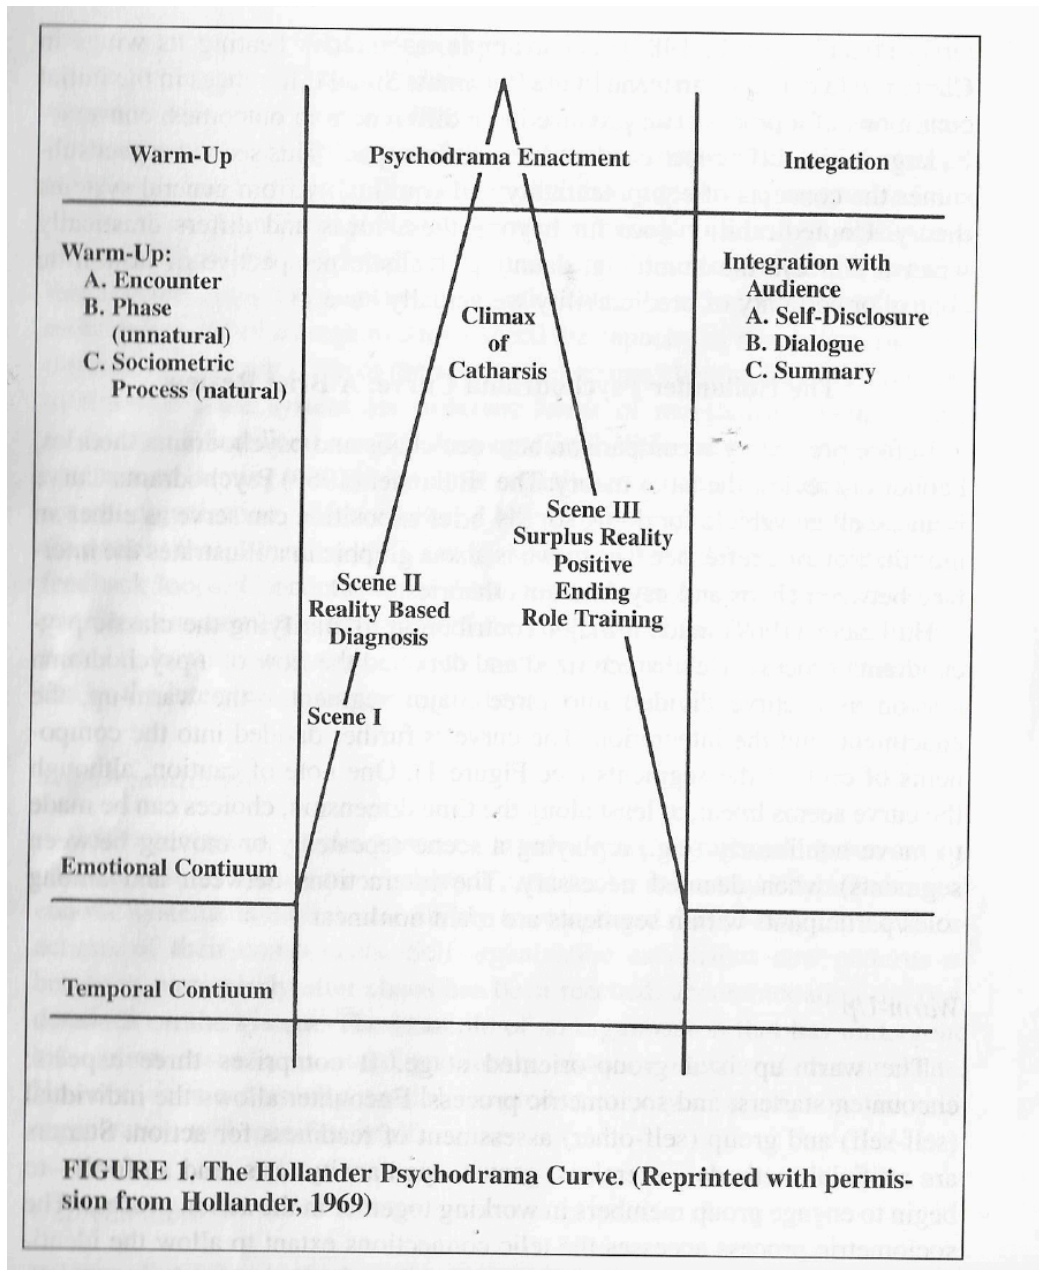 Warm-Up
Psychodrama Enactment
Integation
Warm-Up:
A. Encounter
B. Phase
(unnatural)
C. Sociometric
Process (natural)
Climax
of
Catharsis
Integration with
Audience
A. Self-Disclosure
B. Dialogue
C. Summary
Scene III
Surplus Reality
Positive
Ending
Role Training
Scene II
Reality Based
Diagnosis
Scene I
Emotional Contiuum
Temporal Contiuum
FIGURE 1. The Hollander Psychodrama Curve. (Reprinted with permis-
sion from Hollander, 1969)